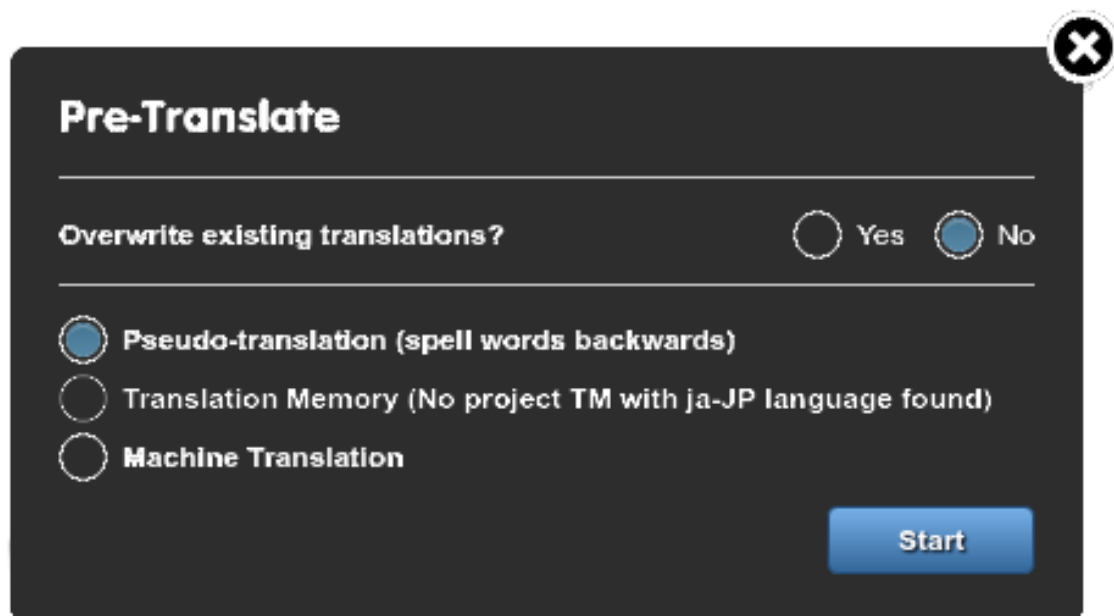 Pre-Translate
Overwrite existing translations? Yes No
Pseudo-translation (spell words backwards)
Translation Memory (No project TM with ja-JP language found)
Machine Translation
Start